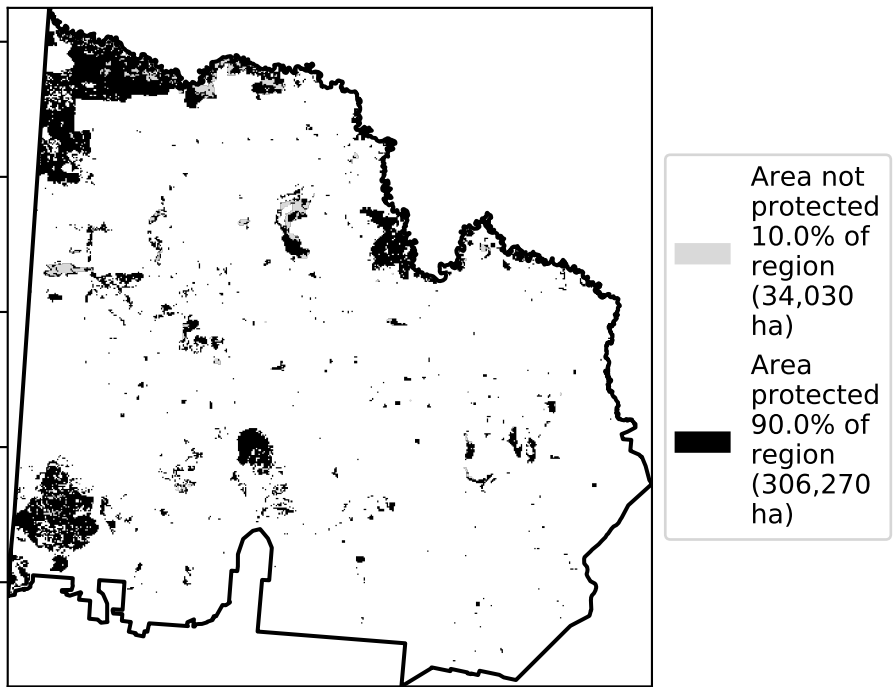 Area not
protected
10.0% of
region
(34,030
ha)
Area
protected
90.0% of
region
(306,270
ha)